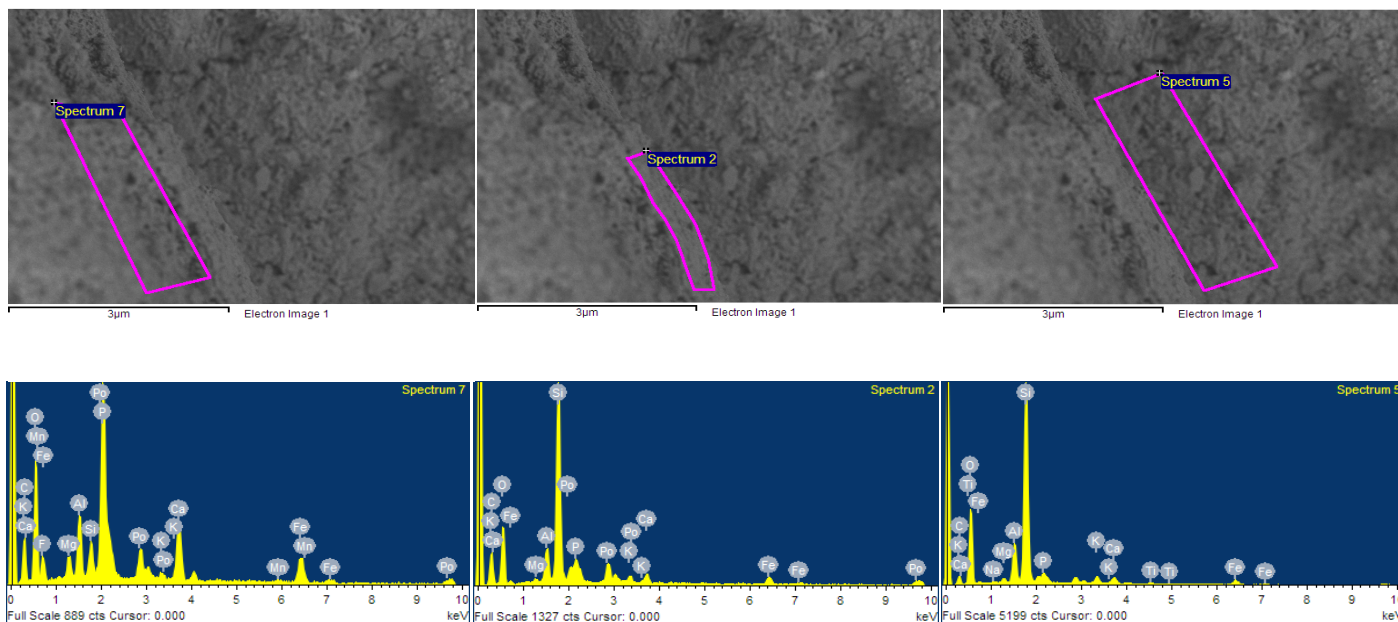 Spectrum 7
3µm
Electron Image 1
Spectrum 2
3µm
Electron Image 1
Spectrum 5
3µm
Electron Image 1
Spectrum 7
Po
P
O
Mn
Fe
C
K
Ca
F
Mg
Al
Si
Po
K
Po
K
Ca
Mn
Fe
Mn
Fe
Po
0 1 2 3 4 5 6 7 8 9 10
Full Scale 889 cts Cursor: 0.000
keV
Spectrum 2
Si
Po
O
C
K
Ca
Fe
Mg
Al
P
Po
Po
K
Ca
K
Fe
Fe
Po
0 1 2 3 4 5 6 7 8 9 10
Full Scale 1327 cts Cursor: 0.000
keV
Spectrum 5
Si
O
Ti
Fe
C
K
Ca
Na
Mg
Al
P
K
Ca
K
Ti
Ti
Fe
Fe
0 1 2 3 4 5 6 7 8 9 10
Full Scale 5199 cts Cursor: 0.000
keV